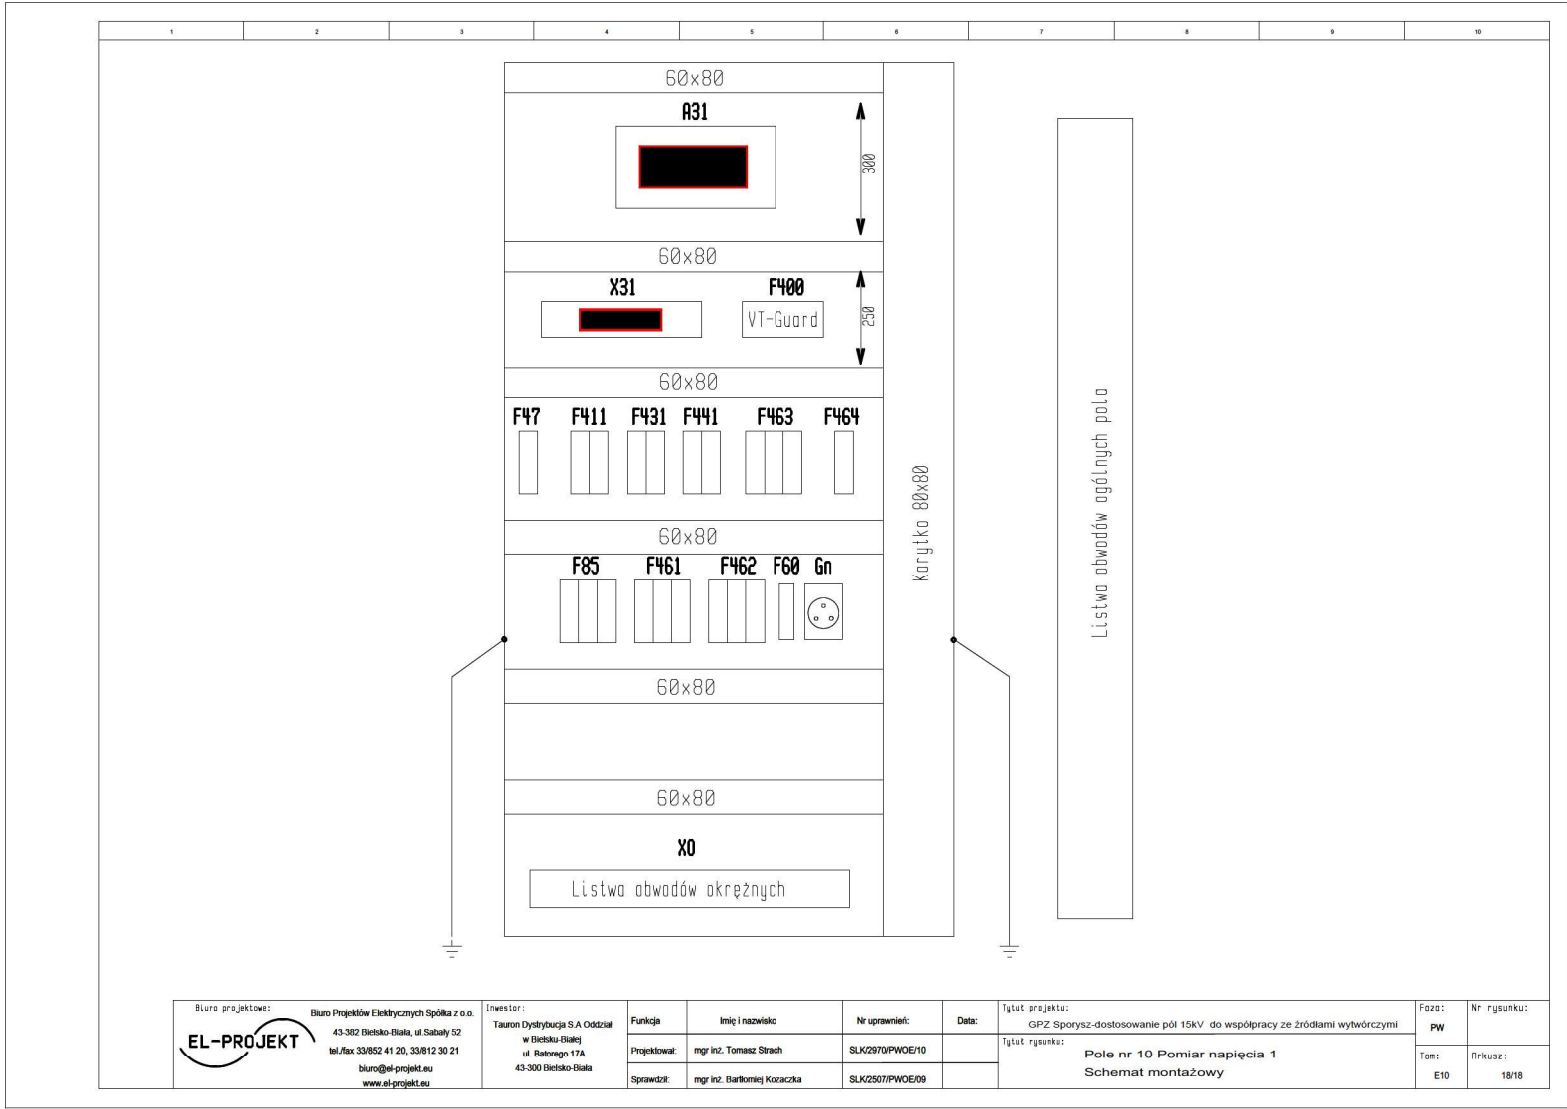 1 2 3 4 5 6 7 8 9 10
60x80
A31
300
60x80
X31 F400
VT-Guard
250
60x80
F47 F411 F431 F441 F463 F464
60x80
F85 F461 F462 F60 Gn
Korytko 80x80
Listwa obwodów ogólnych pola
60x80
60x80
X0
Listwa obwodów okrężnych
Biuro projektowe:
EL-PROJEKT
Biuro Projektów Elektrycznych Spółka z o.o.
43-382 Bielsko-Biała, ul.Sabały 52
tel./fax 33/852 41 20, 33/812 30 21
biuro@el-projekt.eu
www.el-projekt.eu
Inwestor:
Tauron Dystrybucja S.A Oddział
w Bielsku-Białej
ul. Batorego 17A
43-300 Bielsko-Biała
Funkcja Imię i nazwisko Nr uprawnień: Data:
Projektował: mgr inż. Tomasz Strach SLK/2970/PWOE/10
Sprawdził: mgr inż. Bartłomiej Kozaczka SLK/2507/PWOE/09
Tytuł projektu:
GPZ Sporysz-dostosowanie pól 15kV do współpracy ze źródłami wytwórczymi
Tytuł rysunku:
Pole nr 10 Pomiar napięcia 1
Schemat montażowy
Faza:
PW
Nr rysunku:
Tom:
E10
Arkusz:
18/18